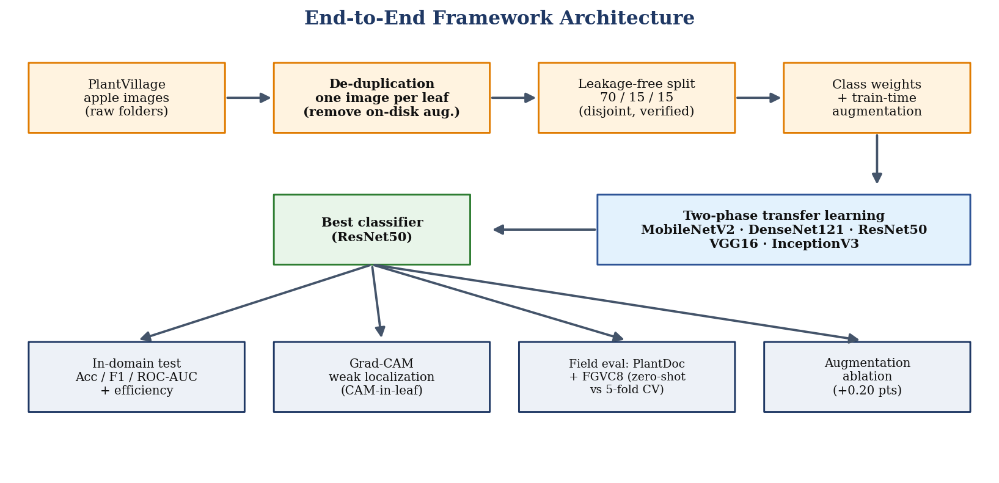 End-to-End Framework Architecture
PlantVillage
apple images
(raw folders)
De-duplication
one image per leaf
(remove on-disk aug.)
Leakage-free split
70 / 15 / 15
(disjoint, verified)
Class weights
+ train-time
augmentation
Best classifier
(ResNet50)
Two-phase transfer learning
MobileNetV2 · DenseNet121 · ResNet50
VGG16 · InceptionV3
In-domain test
Acc / F1 / ROC-AUC
+ efficiency
Grad-CAM
weak localization
(CAM-in-leaf)
Field eval: PlantDoc
+ FGVC8 (zero-shot
vs 5-fold CV)
Augmentation
ablation
(+0.20 pts)